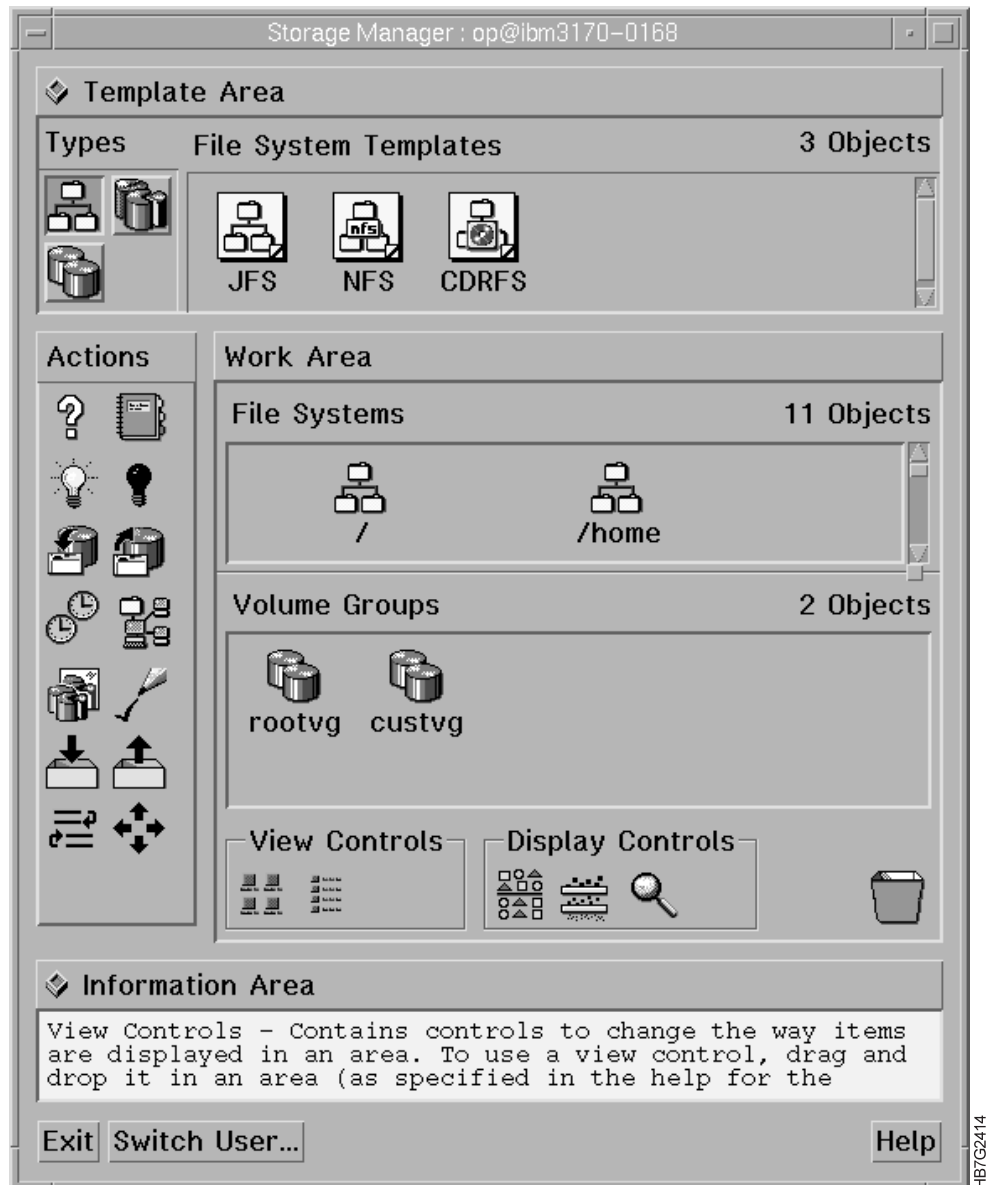 Storage Manager : op@ibm3170-0168
Template Area
Types
File System Templates
3 Objects
JFS
nfs
NFS
CDRFS
Actions
Work Area
File Systems
11 Objects
/
/home
Volume Groups
2 Objects
rootvg
custvg
View Controls
Display Controls
Information Area
View Controls – Contains controls to change the way items
are displayed in an area. To use a view control, drag and
drop it in an area (as specified in the help for the
Exit
Switch User...
Help
HB7G2414